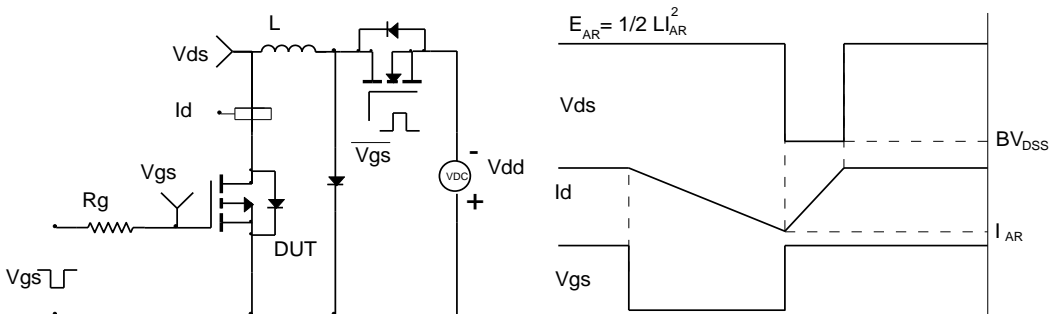 L
Vds
Id
Vgs
Vgs
Rg
DUT
Vgs
VDC
-
+
Vdd
E_AR = 1/2 LI_AR^2
Vds
BV_DSS
Id
I_AR
Vgs